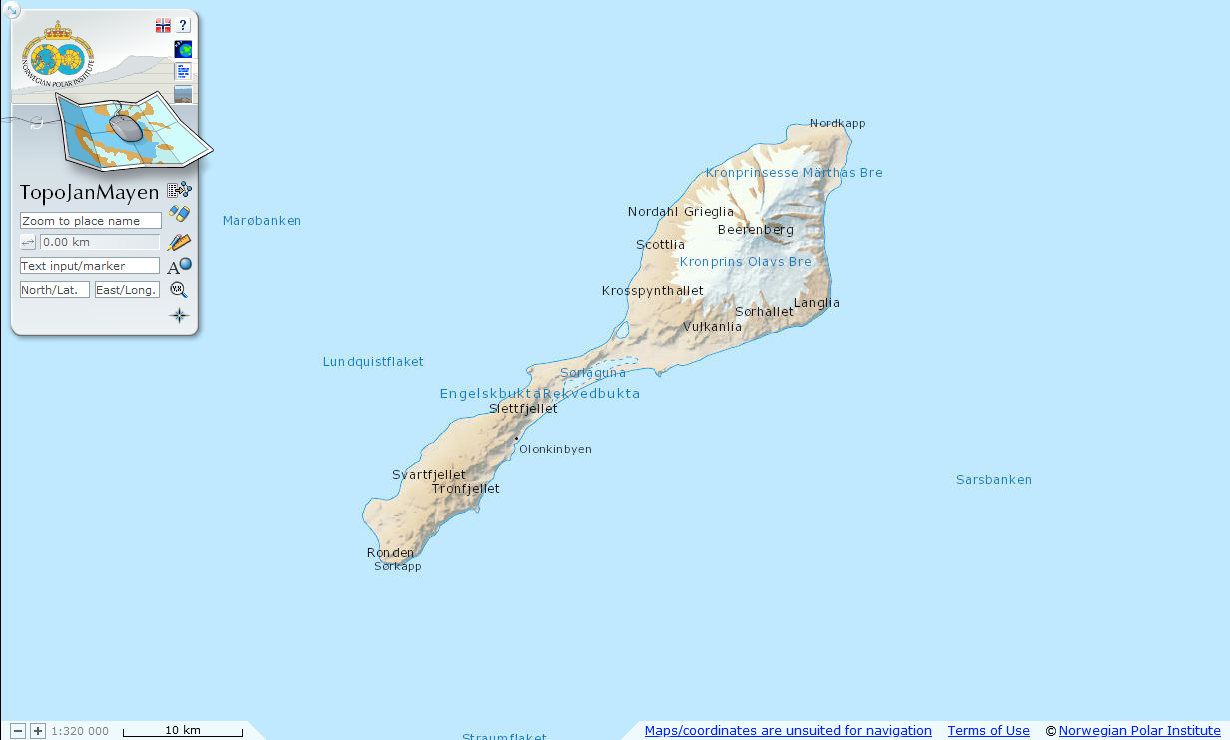 ?
NORWEGIAN POLAR INSTITUTE
TopoJanMayen
Zoom to place name
0.00 km
Text input/marker
A
North/Lat. East/Long.
Y,X
Nordkapp
Kronprinsesse Märthas Bre
Marøbanken
Nordahl Grieglia
Beerenberg
Scottlia
Kronprins Olavs Bre
Krosspynthallet
Langlia
Sørhallet
Vulkanlia
Lundquistflaket
Sørlaguna
Engelskbukta Rekvedbukta
Slettfjellet
Olonkinbyen
Svartfjellet
Sarsbanken
Tronfjellet
Ronden
Sørkapp
1:320 000 10 km
Maps/coordinates are unsuited for navigation Terms of Use © Norwegian Polar Institute
Straumflaket